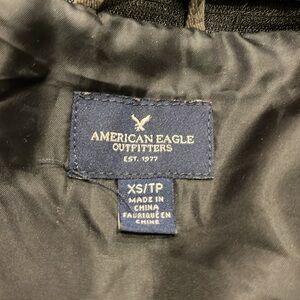 AMERICAN EAGLE
OUTFITTERS
EST. 1977
XS/TP
MADE IN
CHINA
FABRIQUÉ EN
CHINE